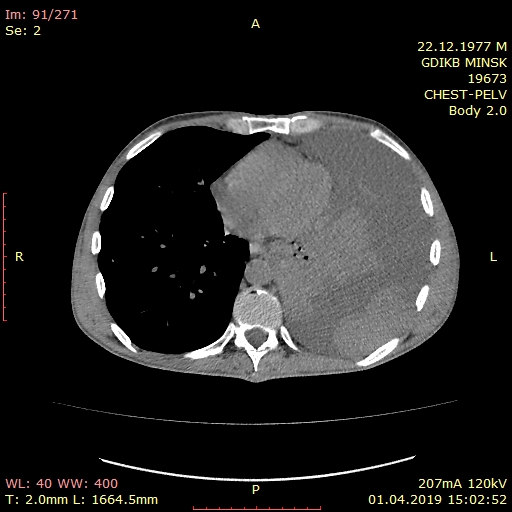 Im: 91/271
Se: 2
A
22.12.1977 M
GDIKB MINSK
19673
CHEST-PELV
Body 2.0
R
L
WL: 40 WW: 400
T: 2.0mm L: 1664.5mm
P
207mA 120kV
01.04.2019 15:02:52